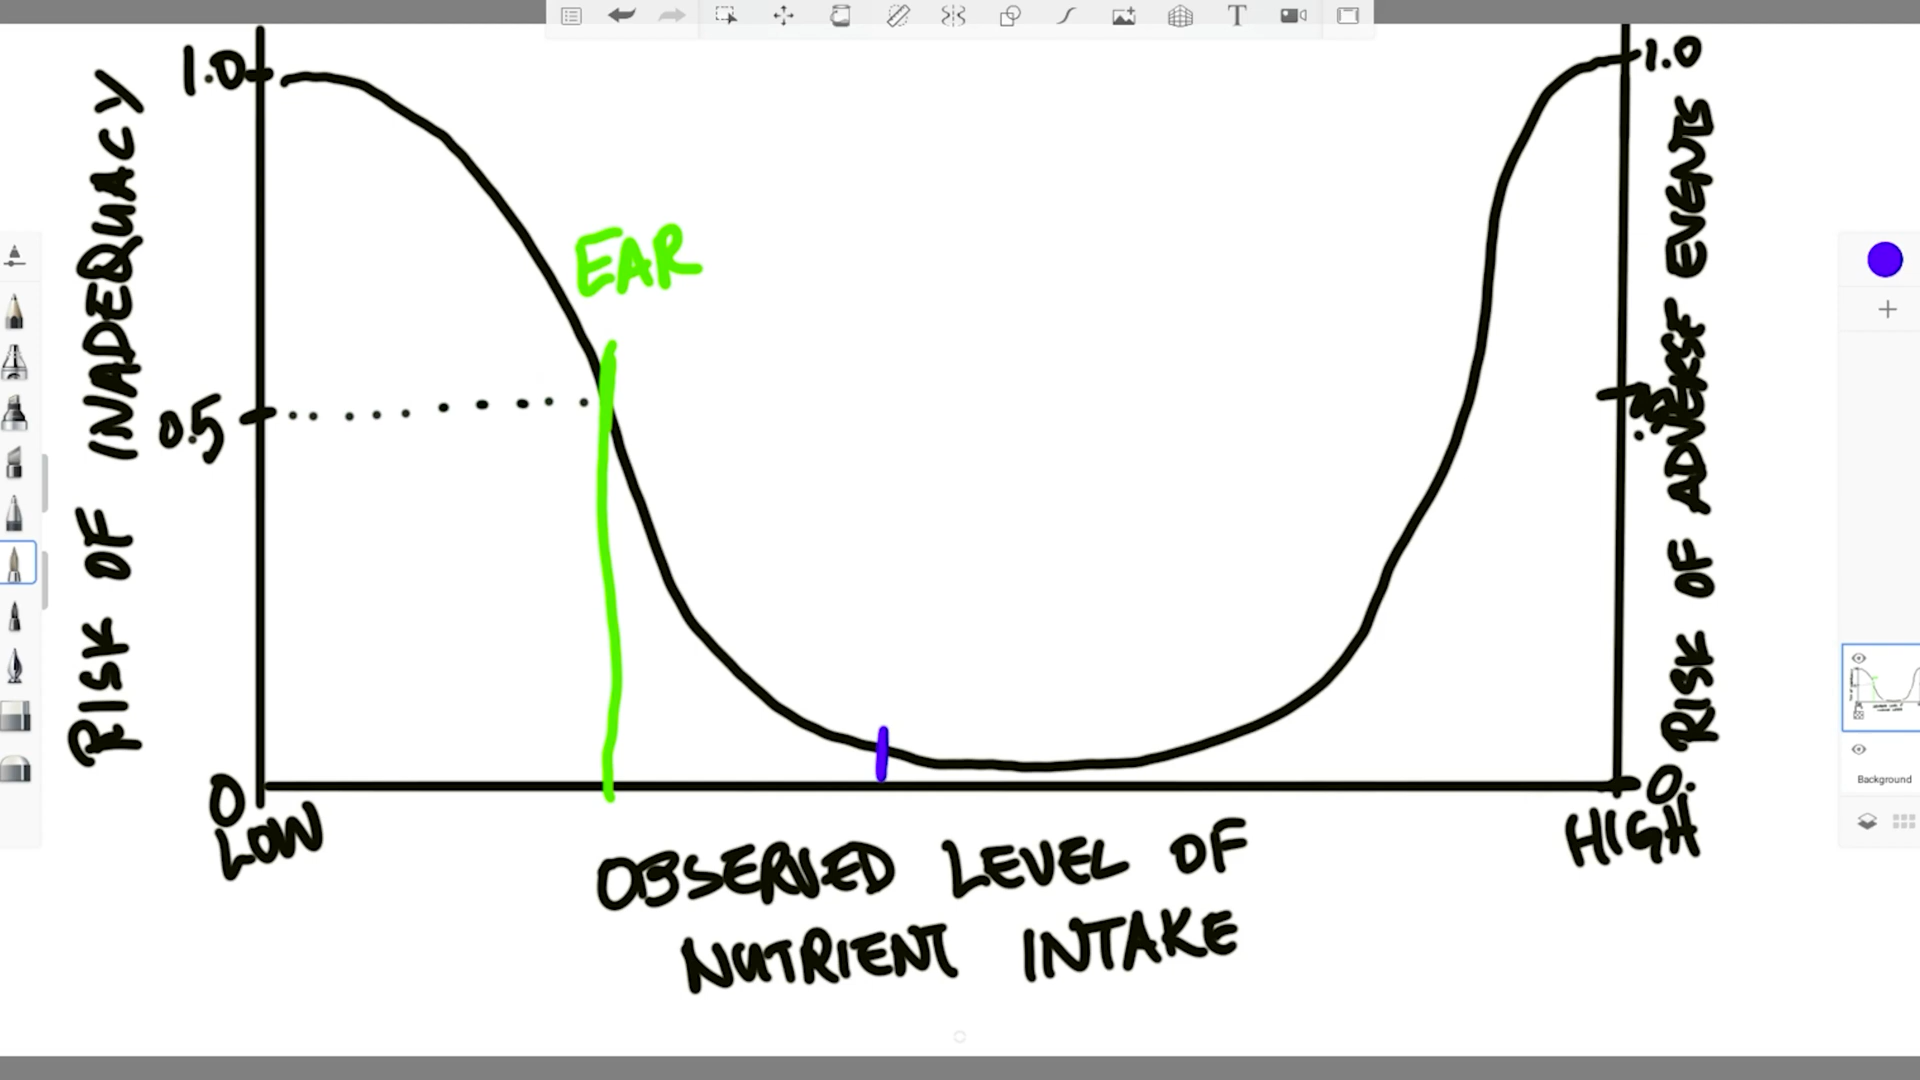 1.0
RISK OF INADEQUACY
0.5
0
LOW
EAR
OBSERVED LEVEL OF
NUTRIENT INTAKE
HIGH
1.0
RISK OF ADVERSE EVENTS
0.
Background